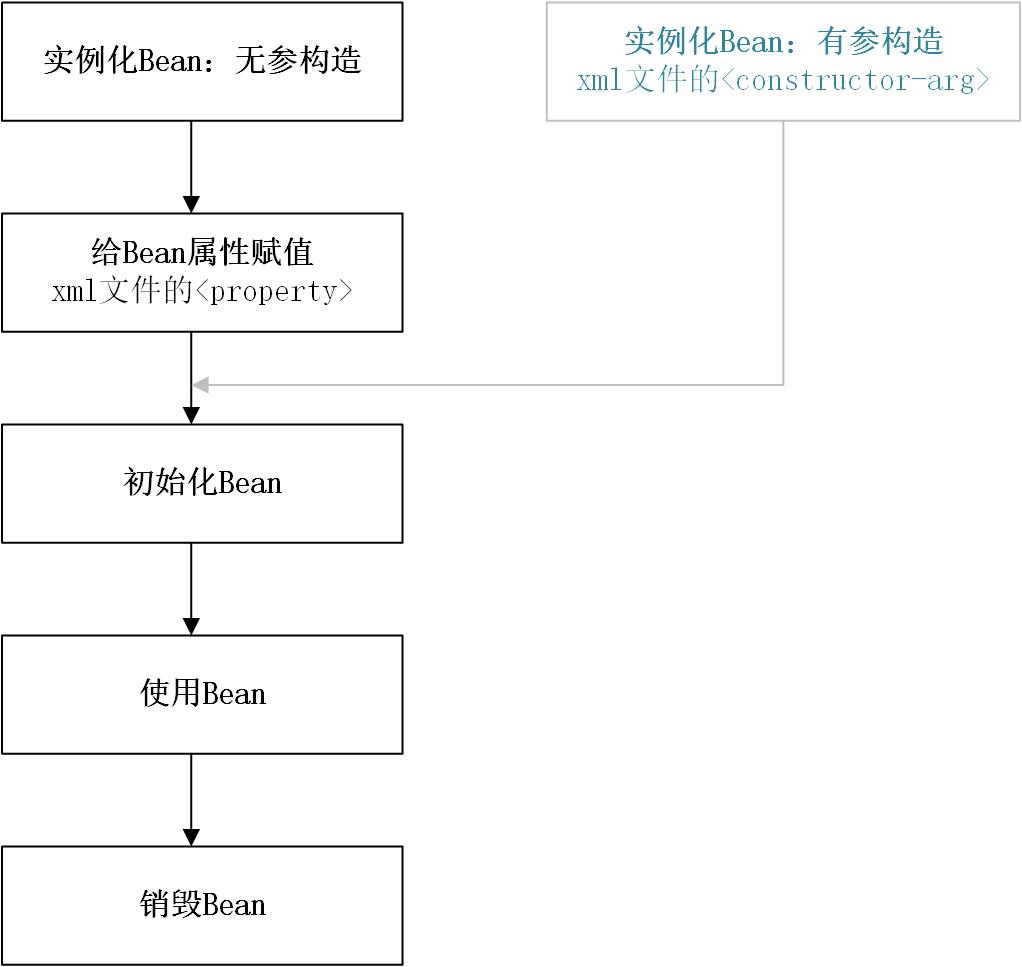 实例化Bean：无参构造
实例化Bean：有参构造
xml文件的<constructor-arg>
给Bean属性赋值
xml文件的<property>
初始化Bean
使用Bean
销毁Bean